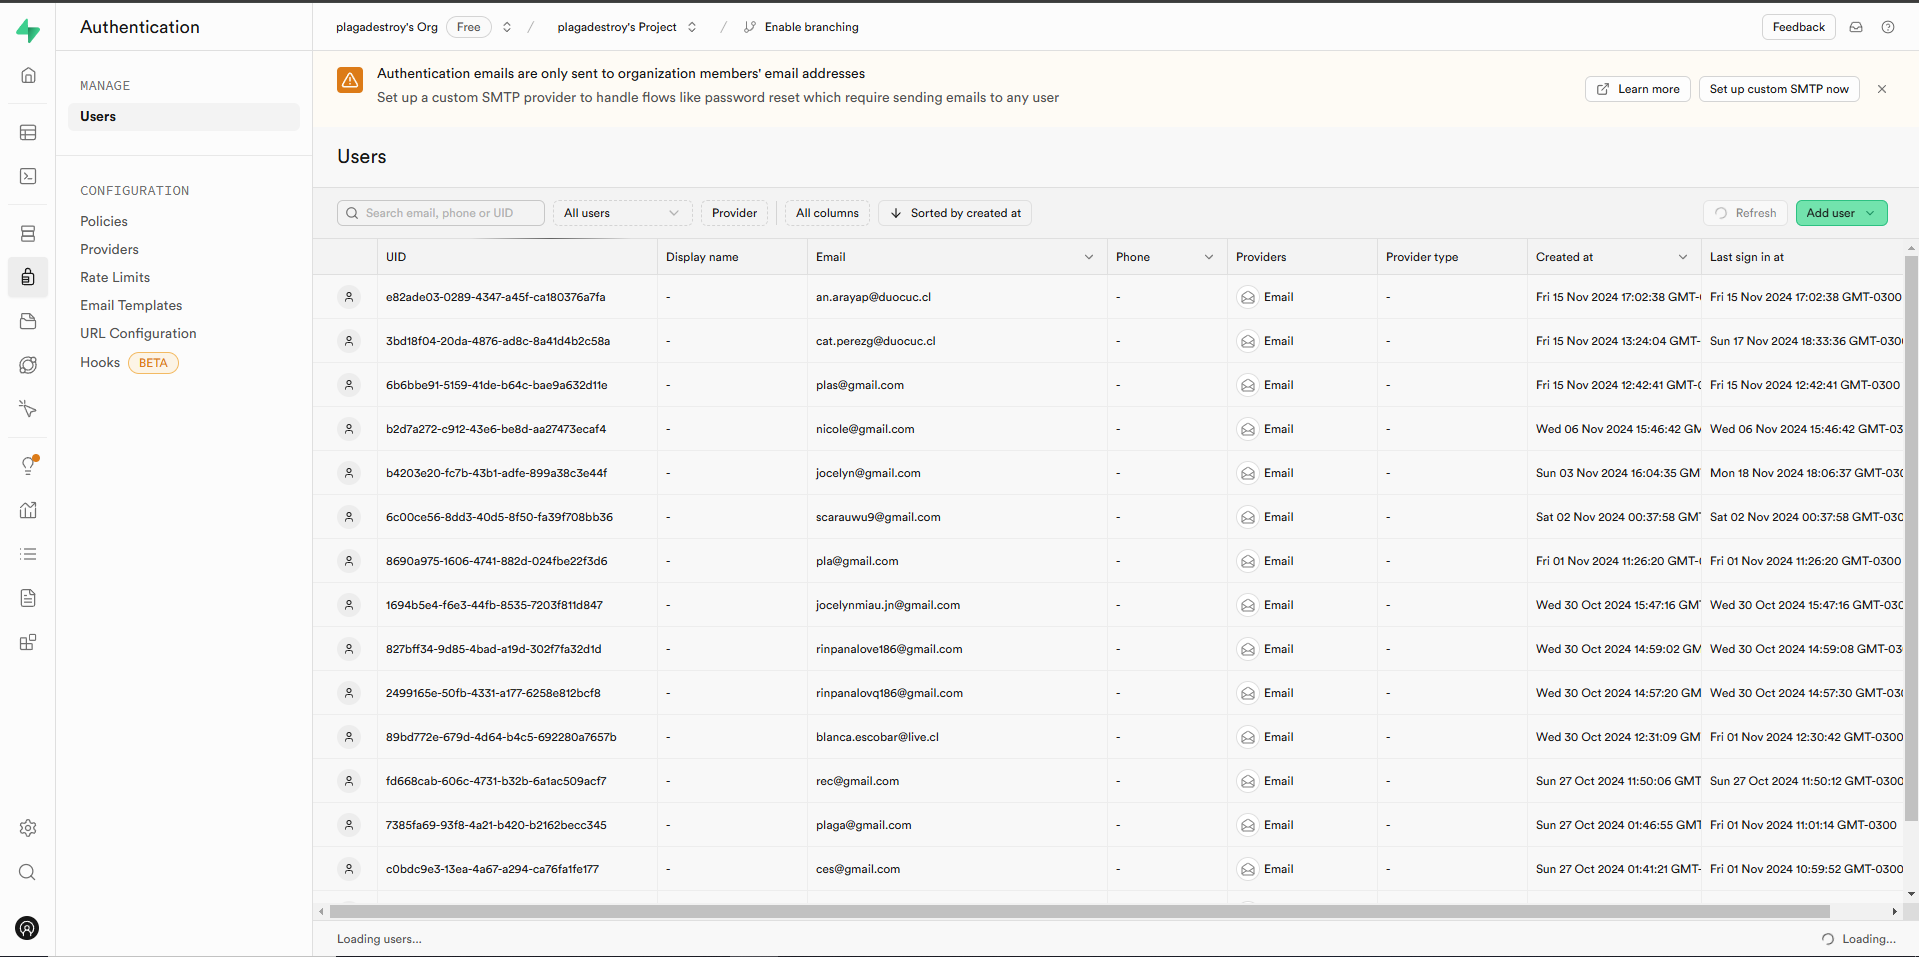 Authentication
plagadestroy's Org Free / plagadestroy's Project / Enable branching
Feedback
MANAGE
Users
CONFIGURATION
Policies
Providers
Rate Limits
Email Templates
URL Configuration
Hooks BETA
Authentication emails are only sent to organization members' email addresses
Set up a custom SMTP provider to handle flows like password reset which require sending emails to any user
Learn more Set up custom SMTP now
Users
Search email, phone or UID All users Provider All columns Sorted by created at Refresh Add user
UID Display name Email Phone Providers Provider type Created at Last sign in at
e82ade03-0289-4347-a45f-ca180376a7fa - an.arayap@duocuc.cl - Email - Fri 15 Nov 2024 17:02:38 GMT- Fri 15 Nov 2024 17:02:38 GMT-0300
3bd18f04-20da-4876-ad8c-8a41d4b2c58a - cat.perezg@duocuc.cl - Email - Fri 15 Nov 2024 13:24:04 GMT- Sun 17 Nov 2024 18:33:36 GMT-030
6b6bbe91-5159-41de-b64c-bae9a632d11e - plas@gmail.com - Email - Fri 15 Nov 2024 12:42:41 GMT-0 Fri 15 Nov 2024 12:42:41 GMT-0300
b2d7a272-c912-43e6-be8d-aa27473ecaf4 - nicole@gmail.com - Email - Wed 06 Nov 2024 15:46:42 GM Wed 06 Nov 2024 15:46:42 GMT-03
b4203e20-fc7b-43b1-adfe-899a38c3e44f - jocelyn@gmail.com - Email - Sun 03 Nov 2024 16:04:35 GM Mon 18 Nov 2024 18:06:37 GMT-030
6c00ce56-8dd3-40d5-8f50-fa39f708bb36 - scarauwu9@gmail.com - Email - Sat 02 Nov 2024 00:37:58 GMT Sat 02 Nov 2024 00:37:58 GMT-030
8690a975-1606-4741-882d-024fbe22f3d6 - pla@gmail.com - Email - Fri 01 Nov 2024 11:26:20 GMT- Fri 01 Nov 2024 11:26:20 GMT-0300
1694b5e4-f6e3-44fb-8535-7203f811d847 - jocelynmiau.jn@gmail.com - Email - Wed 30 Oct 2024 15:47:16 GMT Wed 30 Oct 2024 15:47:16 GMT-030
827bff34-9d85-4bad-a19d-302f7fa32d1d - rinpanalove186@gmail.com - Email - Wed 30 Oct 2024 14:59:02 GM Wed 30 Oct 2024 14:59:08 GMT-03
2499165e-50fb-4331-a177-6258e812bcf8 - rinpanalovq186@gmail.com - Email - Wed 30 Oct 2024 14:57:20 GM Wed 30 Oct 2024 14:57:30 GMT-030
89bd772e-679d-4d64-b4c5-692280a7657b - blanca.escobar@live.cl - Email - Wed 30 Oct 2024 12:31:09 GM Fri 01 Nov 2024 12:30:42 GMT-0300
fd668cab-606c-4731-b32b-6a1ac509acf7 - rec@gmail.com - Email - Sun 27 Oct 2024 11:50:06 GMT Sun 27 Oct 2024 11:50:12 GMT-0300
7385fa69-93f8-4a21-b420-b2162becc345 - plaga@gmail.com - Email - Sun 27 Oct 2024 01:46:55 GMT Fri 01 Nov 2024 11:01:14 GMT-0300
c0bdc9e3-13ea-4a67-a294-ca76fa1fe177 - ces@gmail.com - Email - Sun 27 Oct 2024 01:41:21 GMT- Fri 01 Nov 2024 10:59:52 GMT-0300
Loading users... Loading...